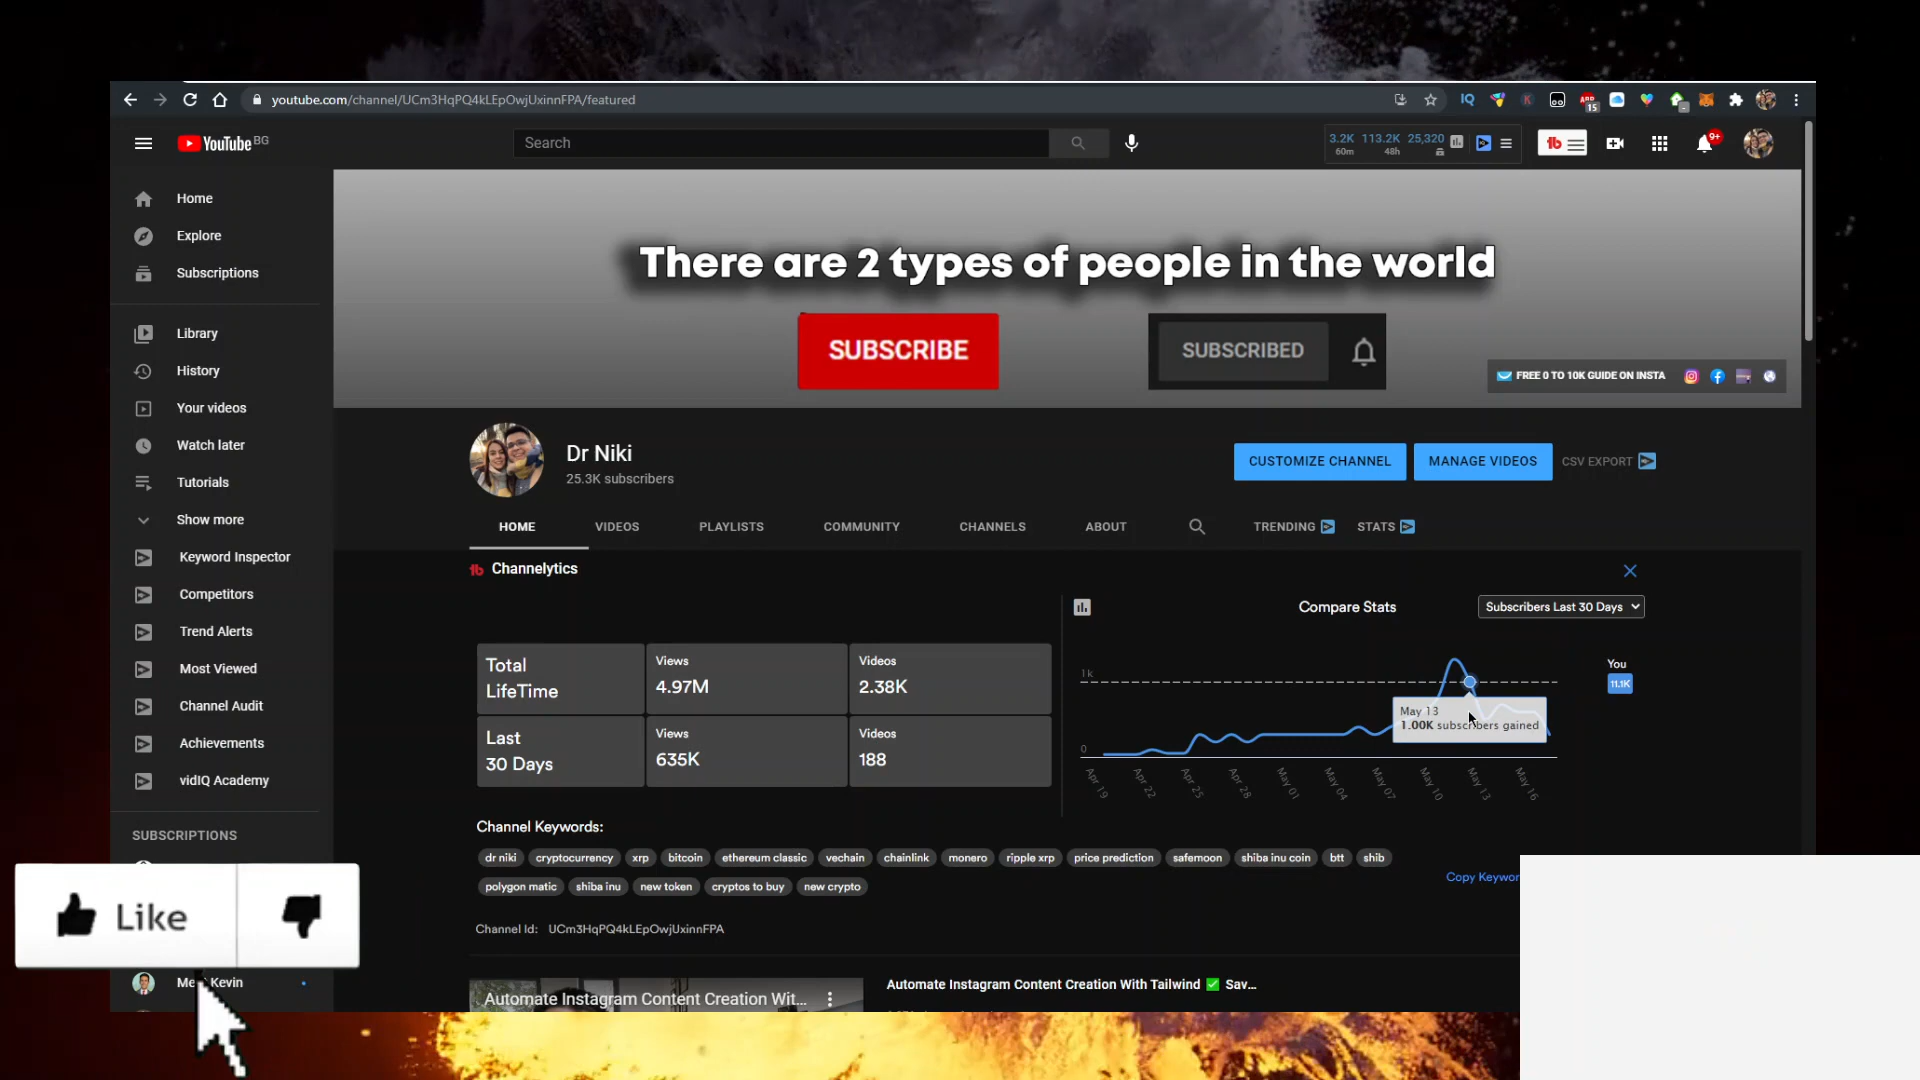 youtube.com/channel/UCm3HqPQ4kLEpOwjUxinnFPA/featured
IQ
15
YouTube BG
Search
3.2K 113.2K 25,320
60m 48h
tb
9+
Home
Explore
Subscriptions
Library
History
Your videos
Watch later
Tutorials
Show more
Keyword Inspector
Competitors
Trend Alerts
Most Viewed
Channel Audit
Achievements
vidIQ Academy
SUBSCRIPTIONS
Kevin
There are 2 types of people in the world
SUBSCRIBE
SUBSCRIBED
FREE 0 TO 10K GUIDE ON INSTA
Dr Niki
25.3K subscribers
CUSTOMIZE CHANNEL
MANAGE VIDEOS
CSV EXPORT
HOME VIDEOS PLAYLISTS COMMUNITY CHANNELS ABOUT TRENDING STATS
tb Channelytics
Total LifeTime
Views
4.97M
Videos
2.38K
Last 30 Days
Views
635K
Videos
188
Compare Stats
Subscribers Last 30 Days
1k
0
May 13
1.00K subscribers gained
Apr 19 Apr 22 Apr 25 Apr 28 May 01 May 04 May 07 May 10 May 13 May 16
You
11.1K
Channel Keywords:
dr niki cryptocurrency xrp bitcoin ethereum classic vechain chainlink monero ripple xrp price prediction safemoon shiba inu coin btt shib
polygon matic shiba inu new token cryptos to buy new crypto
Copy Keywor
Channel Id: UCm3HqPQ4kLEpOwjUxinnFPA
Automate Instagram Content Creation Wit...
Automate Instagram Content Creation With Tailwind ✅ Sav...
Like